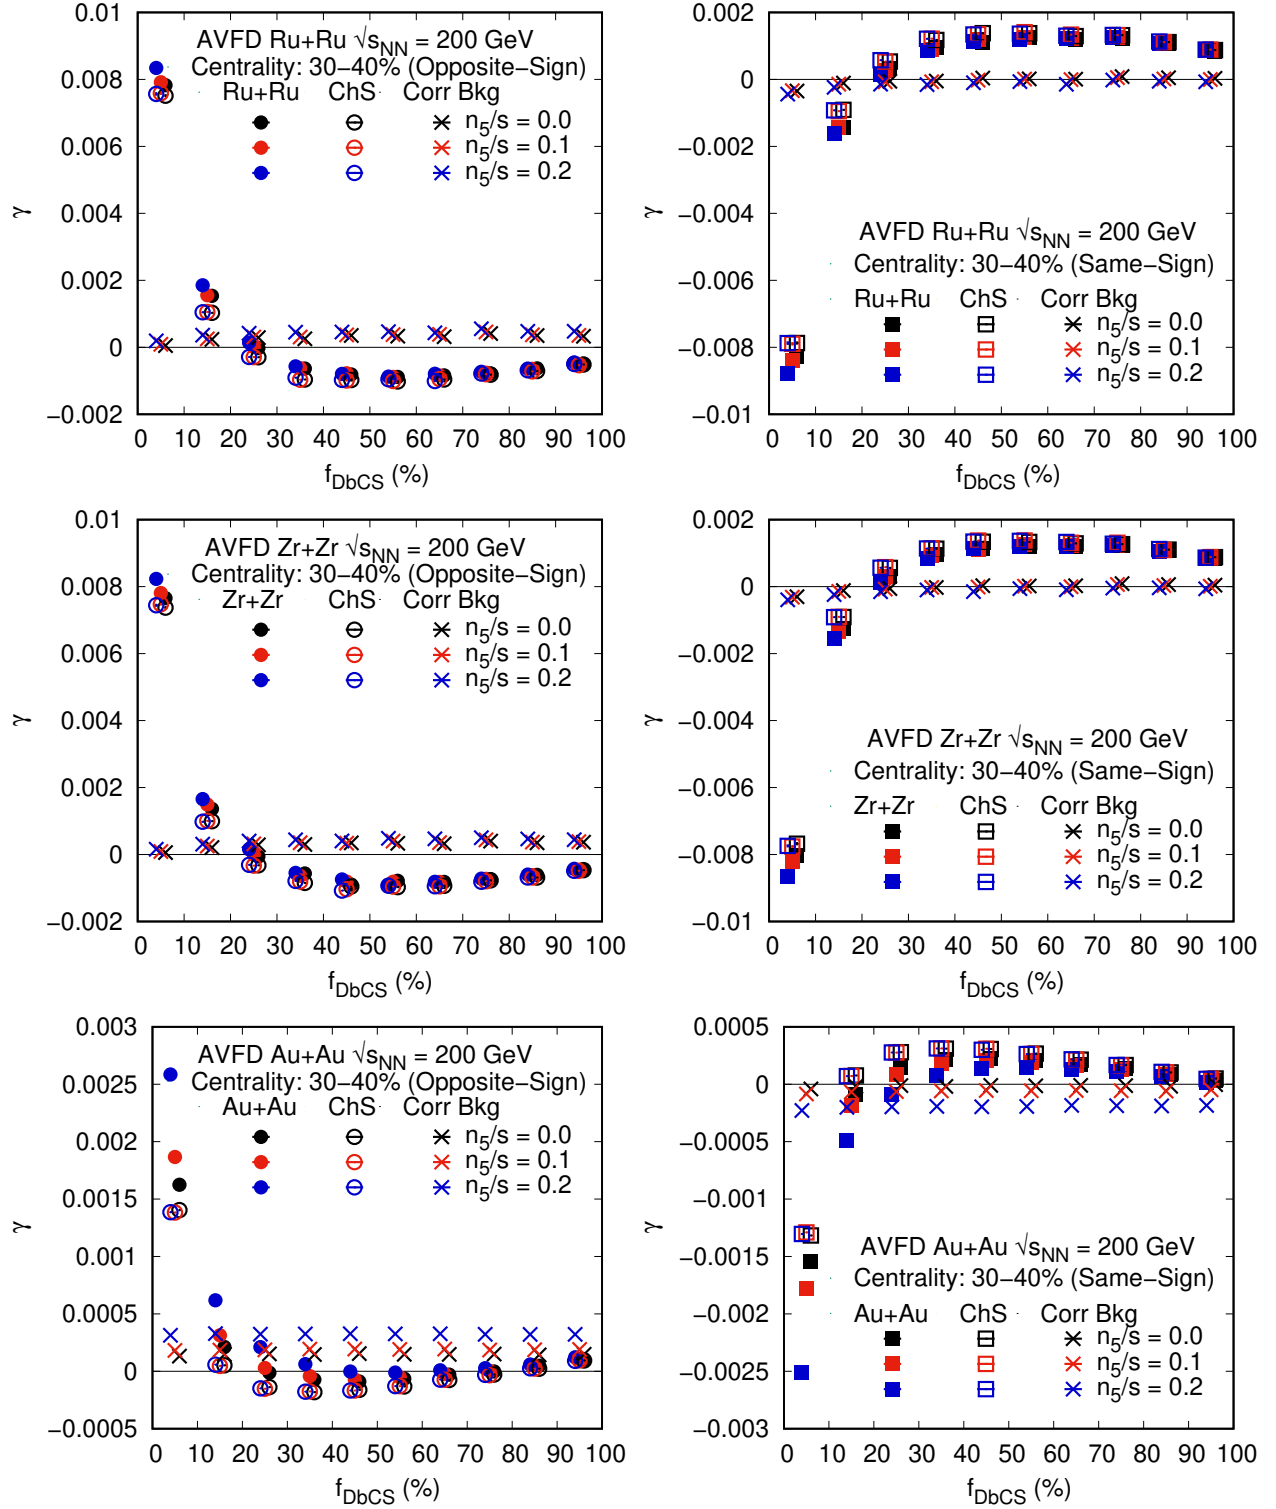 0.01
0.008
0.006
0.004
0.002
0
−0.002
γ
AVFD Ru+Ru √sNN = 200 GeV
Centrality: 30−40% (Opposite−Sign)
Ru+Ru ChS Corr Bkg
n5/s = 0.0
n5/s = 0.1
n5/s = 0.2
0 10 20 30 40 50 60 70 80 90 100
fDbCS (%)
0.002
0
−0.002
−0.004
−0.006
−0.008
−0.01
γ
AVFD Ru+Ru √sNN = 200 GeV
Centrality: 30−40% (Same−Sign)
Ru+Ru ChS Corr Bkg
n5/s = 0.0
n5/s = 0.1
n5/s = 0.2
0 10 20 30 40 50 60 70 80 90 100
fDbCS (%)
0.01
0.008
0.006
0.004
0.002
0
−0.002
γ
AVFD Zr+Zr √sNN = 200 GeV
Centrality: 30−40% (Opposite−Sign)
Zr+Zr ChS Corr Bkg
n5/s = 0.0
n5/s = 0.1
n5/s = 0.2
0 10 20 30 40 50 60 70 80 90 100
fDbCS (%)
0.002
0
−0.002
−0.004
−0.006
−0.008
−0.01
γ
AVFD Zr+Zr √sNN = 200 GeV
Centrality: 30−40% (Same−Sign)
Zr+Zr ChS Corr Bkg
n5/s = 0.0
n5/s = 0.1
n5/s = 0.2
0 10 20 30 40 50 60 70 80 90 100
fDbCS (%)
0.003
0.0025
0.002
0.0015
0.001
0.0005
0
−0.0005
γ
AVFD Au+Au √sNN = 200 GeV
Centrality: 30−40% (Opposite−Sign)
Au+Au ChS Corr Bkg
n5/s = 0.0
n5/s = 0.1
n5/s = 0.2
0 10 20 30 40 50 60 70 80 90 100
fDbCS (%)
0.0005
0
−0.0005
−0.001
−0.0015
−0.002
−0.0025
−0.003
γ
AVFD Au+Au √sNN = 200 GeV
Centrality: 30−40% (Same−Sign)
Au+Au ChS Corr Bkg
n5/s = 0.0
n5/s = 0.1
n5/s = 0.2
0 10 20 30 40 50 60 70 80 90 100
fDbCS (%)